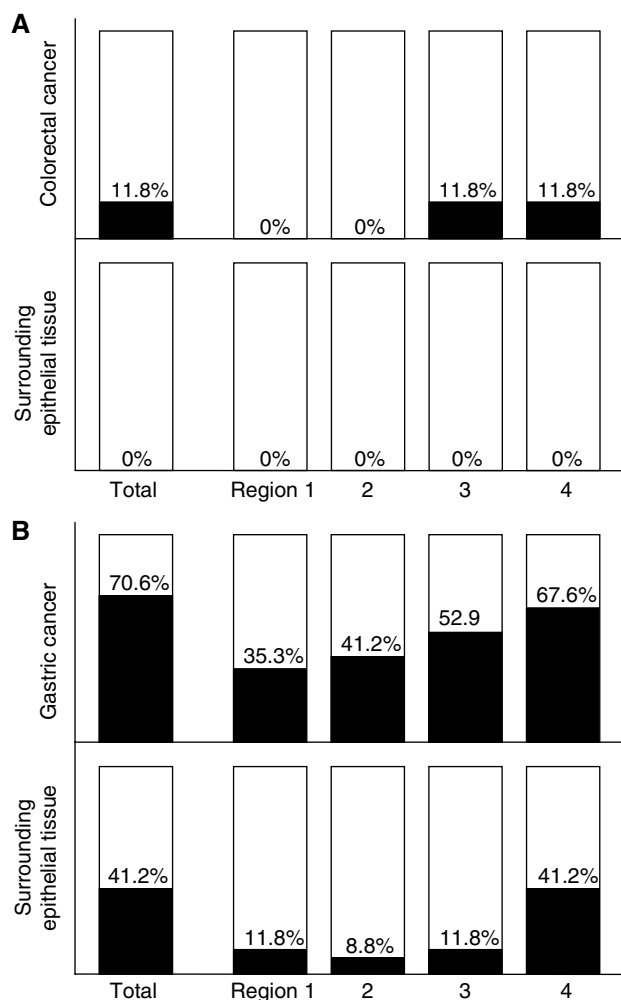 A
Colorectal cancer
11.8%
0%
0%
11.8%
11.8%
Surrounding
epithelial tissue
0%
0%
0%
0%
0%
Total
Region 1
2
3
4
B
Gastric cancer
70.6%
35.3%
41.2%
52.9
67.6%
Surrounding
epithelial tissue
41.2%
11.8%
8.8%
11.8%
41.2%
Total
Region 1
2
3
4